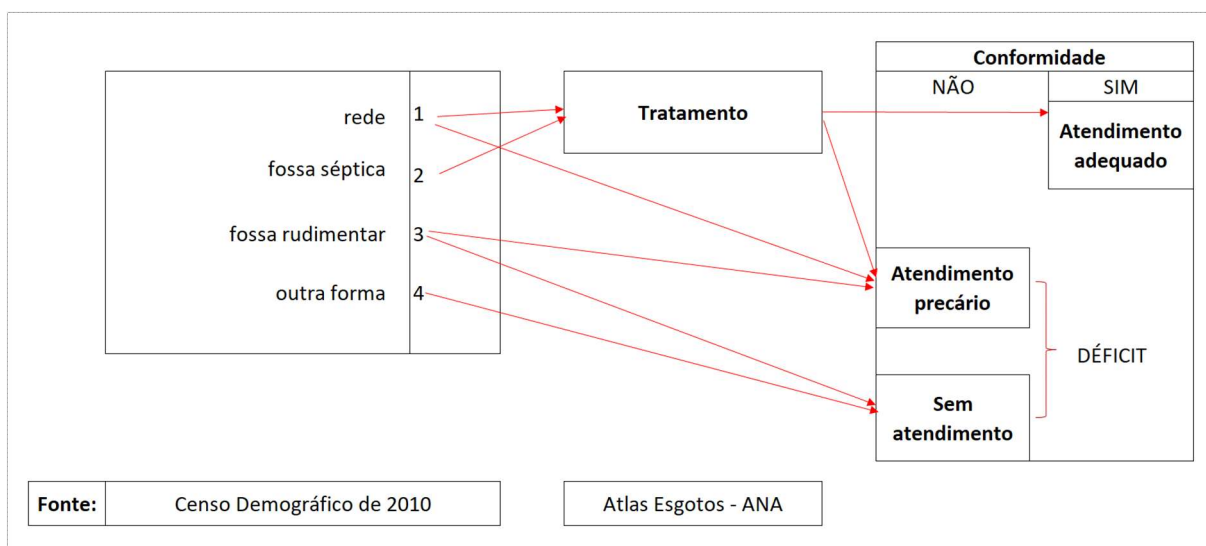 Conformidade
NÃO SIM
rede 1
Tratamento
Atendimento
adequado
fossa séptica 2
fossa rudimentar 3
Atendimento
precário
outra forma 4
DÉFICIT
Sem
atendimento
Fonte: Censo Demográfico de 2010 Atlas Esgotos - ANA